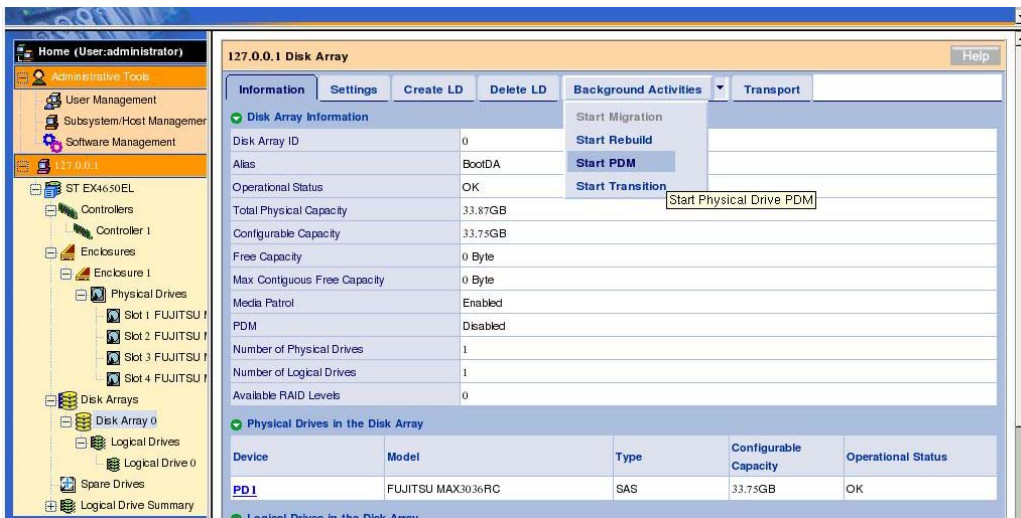 Home (User:administrator)
Administrative Tools
User Management
Subsystem/Host Managemer
Software Management
127.0.0.1
ST EX4650EL
Controllers
Controller 1
Enclosures
Enclosure 1
Physical Drives
Slot 1 FUJITSU
Slot 2 FUJITSU
Slot 3 FUJITSU
Slot 4 FUJITSU
Disk Arrays
Disk Array 0
Logical Drives
Logical Drive 0
Spare Drives
Logical Drive Summary
127.0.0.1 Disk Array
Help
Information Settings Create LD Delete LD Background Activities Transport
Start Migration
Start Rebuild
Start PDM
Start Transition
Start Physical Drive PDM
Disk Array Information
Disk Array ID 0
Alias BootDA
Operational Status OK
Total Physical Capacity 33.87GB
Configurable Capacity 33.75GB
Free Capacity 0 Byte
Max Contiguous Free Capacity 0 Byte
Media Patrol Enabled
PDM Disabled
Number of Physical Drives 1
Number of Logical Drives 1
Available RAID Levels 0
Physical Drives in the Disk Array
Device Model Type Configurable Capacity Operational Status
PD1 FUJITSU MAX3036RC SAS 33.75GB OK
Logical Drives in the Disk Array